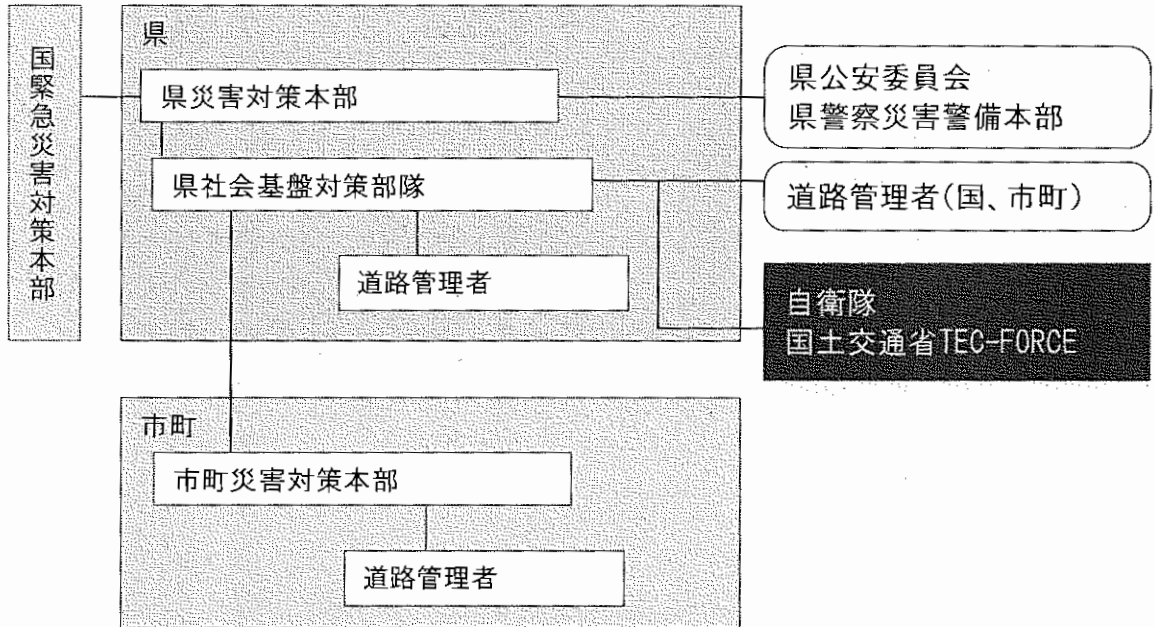 国緊急災害対策本部
県
県災害対策本部
県公安委員会
県警察災害警備本部
県社会基盤対策部隊
道路管理者(国、市町)
道路管理者
自衛隊
国土交通省TEC-FORCE
市町
市町災害対策本部
道路管理者